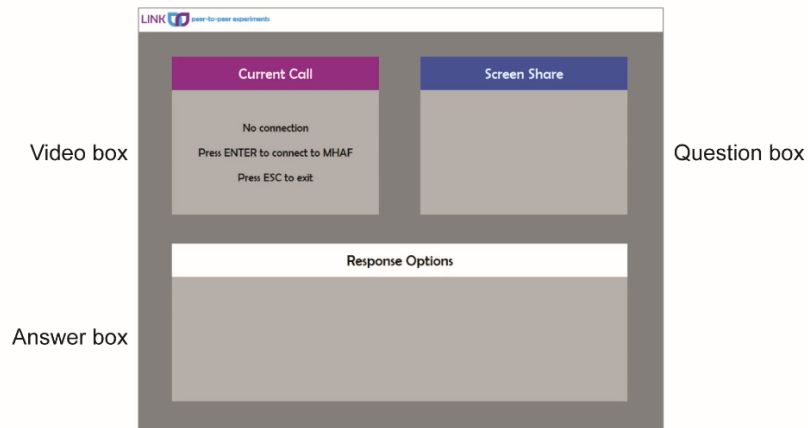 LINK peer-to-peer experiments
Current Call
Screen Share
No connection
Video box
Press ENTER to connect to MHAF
Question box
Press ESC to exit
Response Options
Answer box